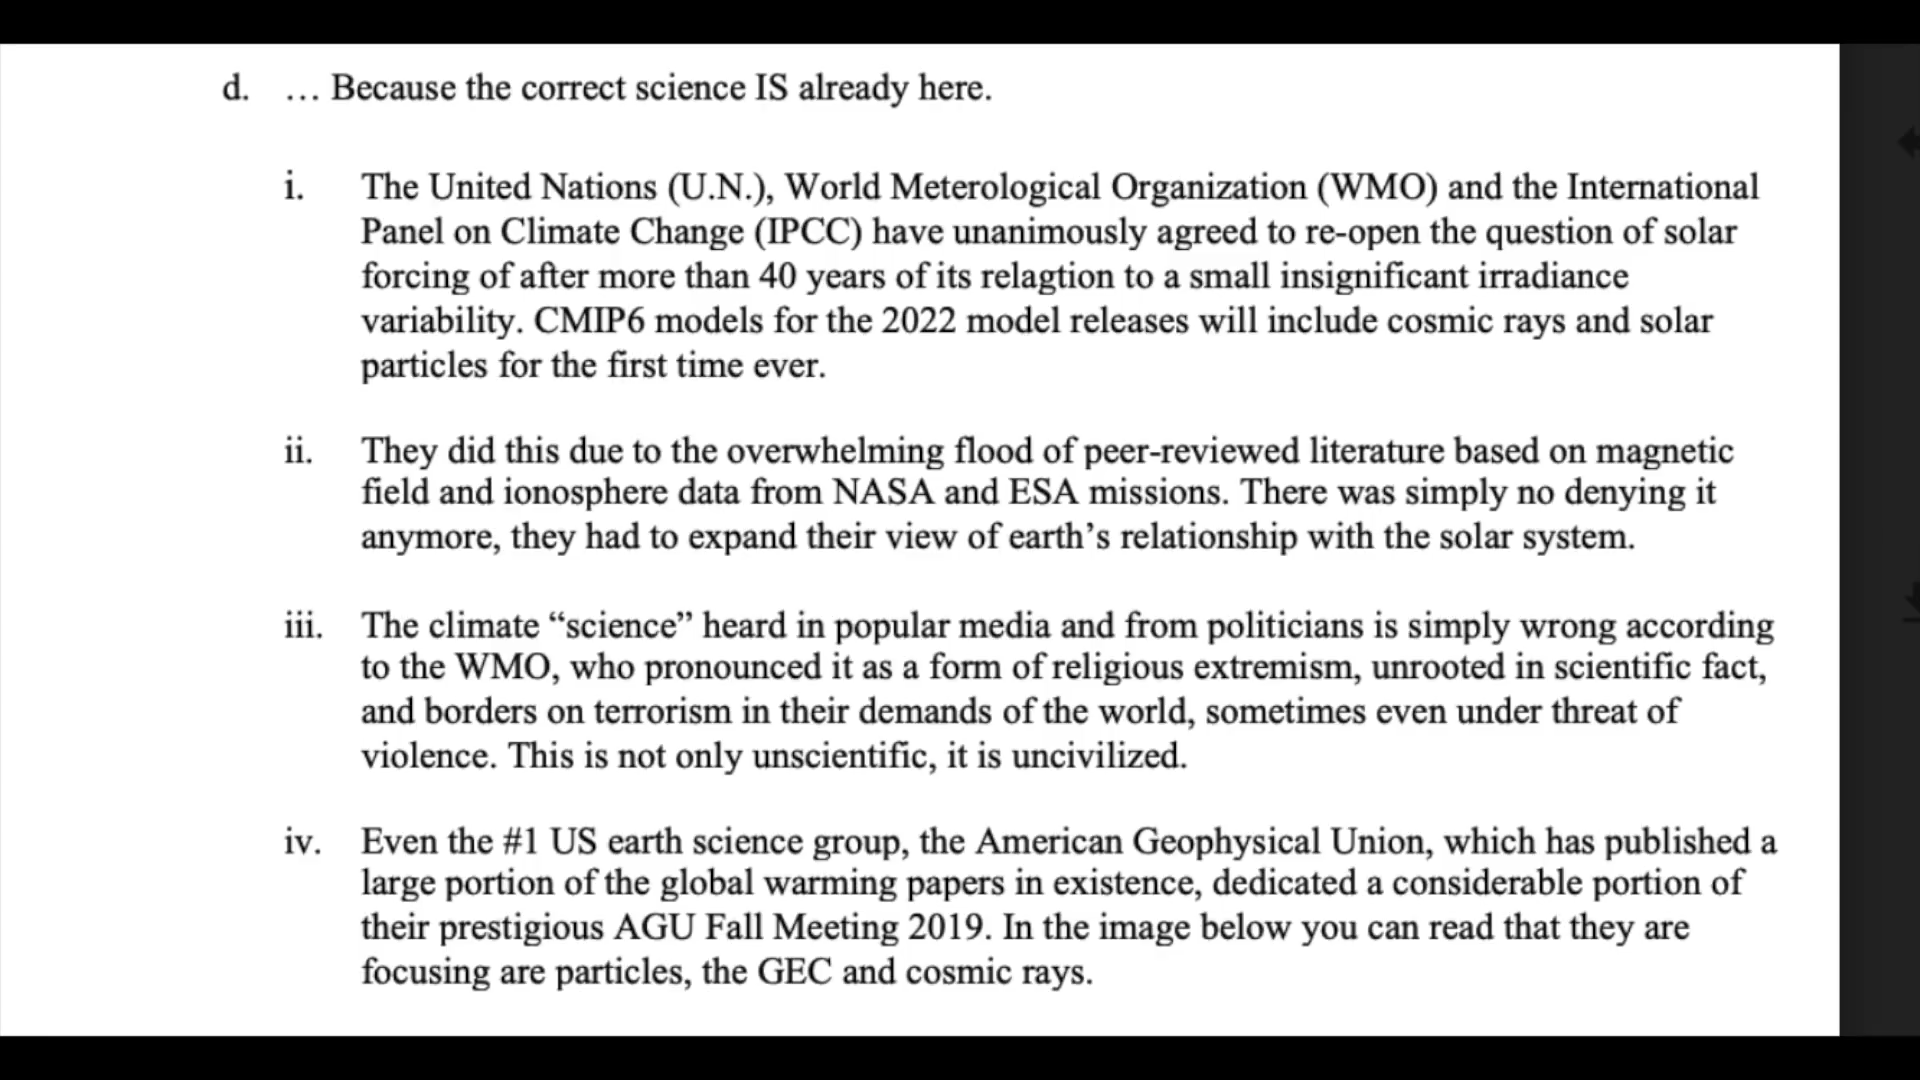 d. … Because the correct science IS already here.
i. The United Nations (U.N.), World Meterological Organization (WMO) and the International
Panel on Climate Change (IPCC) have unanimously agreed to re-open the question of solar
forcing of after more than 40 years of its relagtion to a small insignificant irradiance
variability. CMIP6 models for the 2022 model releases will include cosmic rays and solar
particles for the first time ever.
ii. They did this due to the overwhelming flood of peer-reviewed literature based on magnetic
field and ionosphere data from NASA and ESA missions. There was simply no denying it
anymore, they had to expand their view of earth’s relationship with the solar system.
iii. The climate “science” heard in popular media and from politicians is simply wrong according
to the WMO, who pronounced it as a form of religious extremism, unrooted in scientific fact,
and borders on terrorism in their demands of the world, sometimes even under threat of
violence. This is not only unscientific, it is uncivilized.
iv. Even the #1 US earth science group, the American Geophysical Union, which has published a
large portion of the global warming papers in existence, dedicated a considerable portion of
their prestigious AGU Fall Meeting 2019. In the image below you can read that they are
focusing are particles, the GEC and cosmic rays.